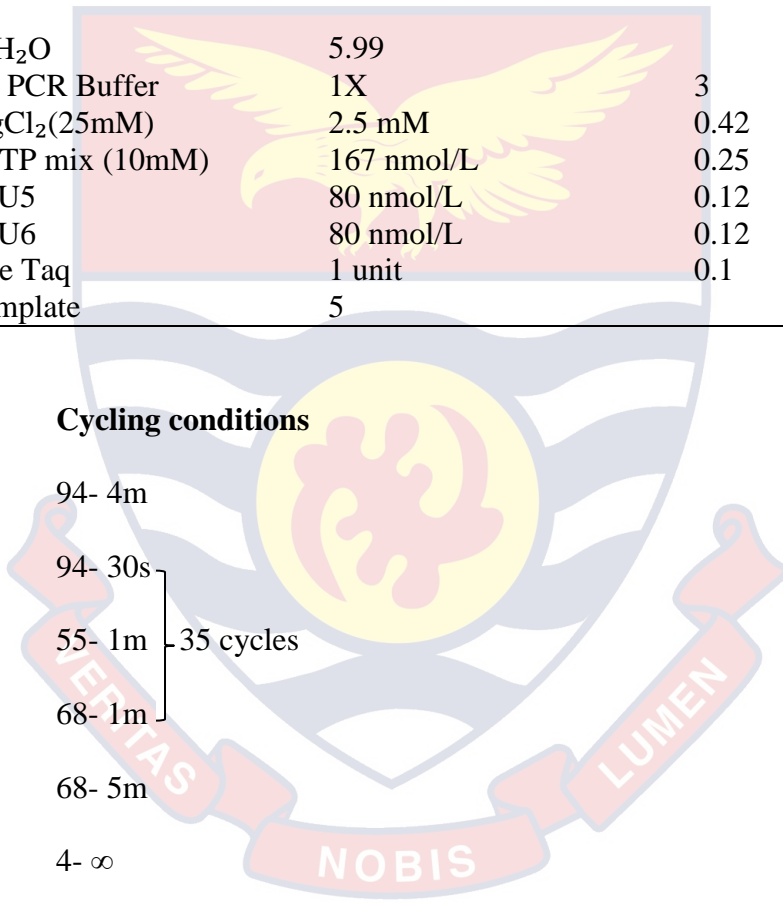 H₂O 5.99
PCR Buffer 1X 3
gCl₂(25mM) 2.5 mM 0.42
TP mix (10mM) 167 nmol/L 0.25
U5 80 nmol/L 0.12
U6 80 nmol/L 0.12
e Taq 1 unit 0.1
mplate 5
Cycling conditions
94- 4m
94- 30s
55- 1m 35 cycles
68- 1m
68- 5m
4- ∞
VERITAS
NOBIS
LUMEN